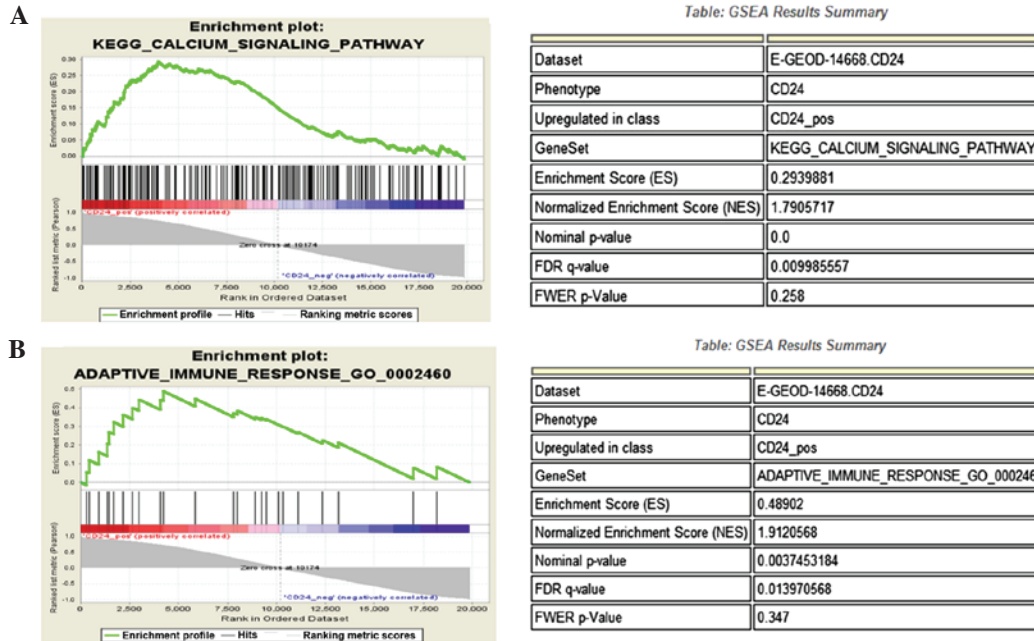 A
Enrichment plot:
KEGG_CALCIUM_SIGNALING_PATHWAY
Enrichment score (ES)
0.30
0.25
0.20
0.15
0.10
0.05
0.00
'CD24_pos' (positively correlated)
Ranked list metric (Pearson)
1.0
0.5
0.0
-0.5
-1.0
Zero cross at 10174
'CD24_neg' (negatively correlated)
0 2,500 5,000 7,500 10,000 12,500 15,000 17,500 20,000
Rank in Ordered Dataset
Enrichment profile Hits Ranking metric scores
Table: GSEA Results Summary
Dataset E-GEOD-14668.CD24
Phenotype CD24
Upregulated in class CD24_pos
GeneSet KEGG_CALCIUM_SIGNALING_PATHWAY
Enrichment Score (ES) 0.2939881
Normalized Enrichment Score (NES) 1.7905717
Nominal p-value 0.0
FDR q-value 0.009985557
FWER p-Value 0.258
B
Enrichment plot:
ADAPTIVE_IMMUNE_RESPONSE_GO_0002460
Enrichment score (ES)
0.5
0.4
0.3
0.2
0.1
0.0
'CD24_pos' (positively correlated)
Ranked list metric (Pearson)
1.0
0.5
0.0
-0.5
-1.0
Zero cross at 10174
'CD24_neg' (negatively correlated)
0 2,500 5,000 7,500 10,000 12,500 15,000 17,500 20,000
Rank in Ordered Dataset
Enrichment profile Hits Ranking metric scores
Table: GSEA Results Summary
Dataset E-GEOD-14668.CD24
Phenotype CD24
Upregulated in class CD24_pos
GeneSet ADAPTIVE_IMMUNE_RESPONSE_GO_000246
Enrichment Score (ES) 0.48902
Normalized Enrichment Score (NES) 1.9120568
Nominal p-value 0.0037453184
FDR q-value 0.013970568
FWER p-Value 0.347